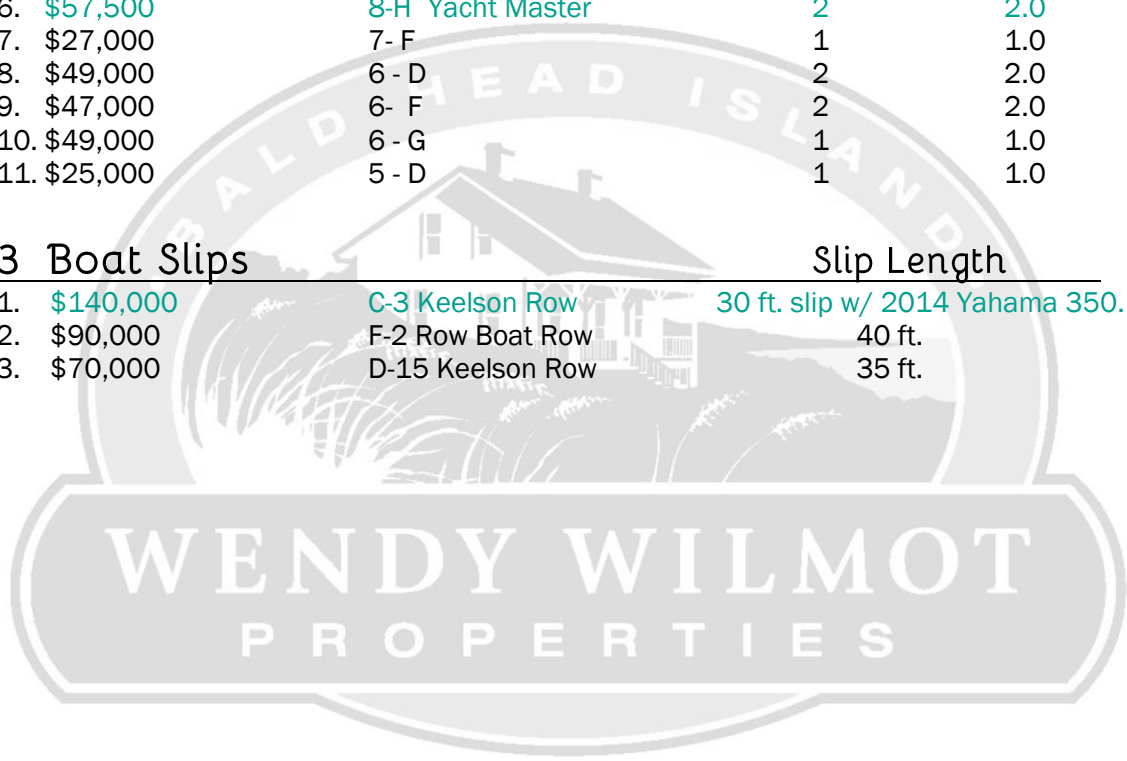 6. $57,500 8-H Yacht Master 2 2.0
7. $27,000 7- F 1 1.0
8. $49,000 6 - D 2 2.0
9. $47,000 6- F 2 2.0
10. $49,000 6 - G 1 1.0
11. $25,000 5 - D 1 1.0
BALD HEAD ISLAND
3 Boat Slips Slip Length
1. $140,000 C-3 Keelson Row 30 ft. slip w/ 2014 Yahama 350.
2. $90,000 F-2 Row Boat Row 40 ft.
3. $70,000 D-15 Keelson Row 35 ft.
WENDY WILMOT
PROPERTIES